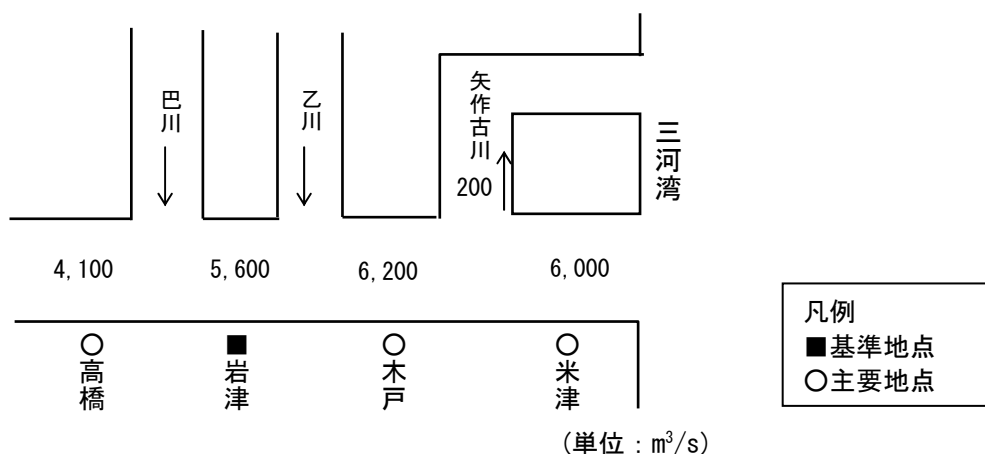 巴川
乙川
矢作古川
200
三河湾
4,100
5,600
6,200
6,000
高橋
岩津
木戸
米津
凡例
■基準地点
○主要地点
(単位：m³/s)